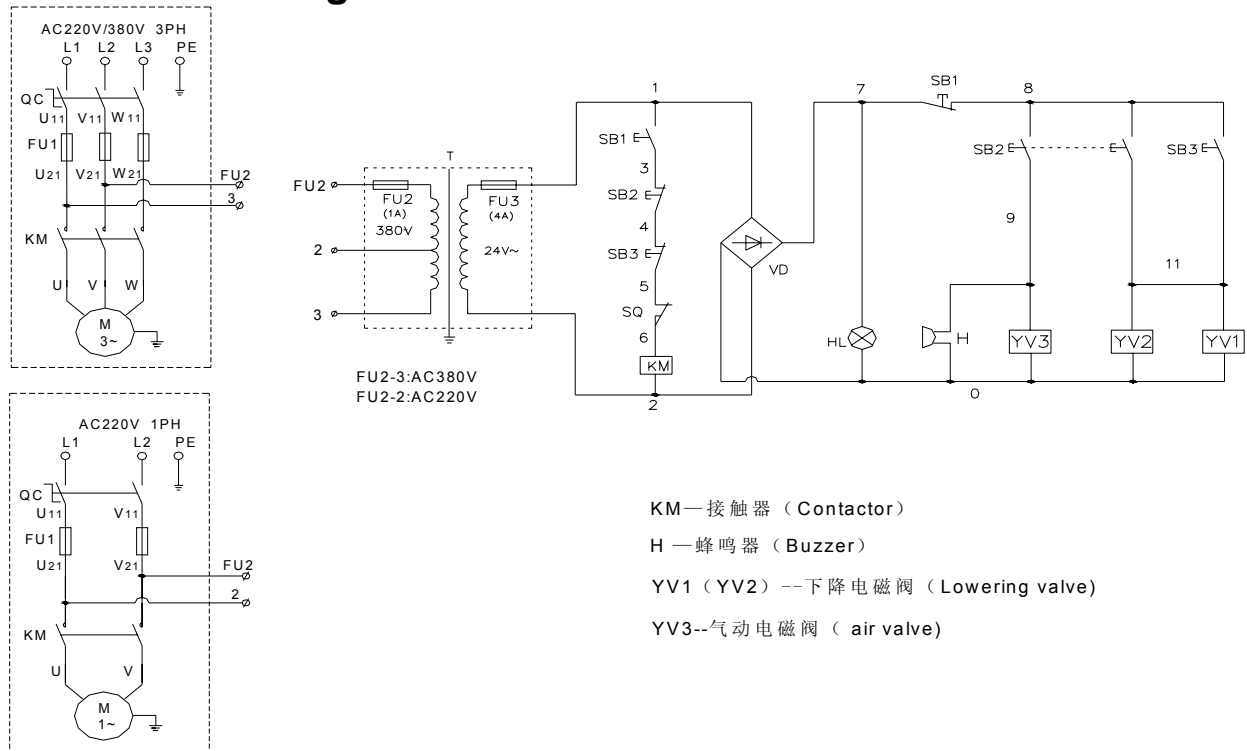 g
AC220V/380V 3PH
L1 L2 L3 PE
QC
U11 V11 W11
FU1
U21 V21 W21 FU2
3
KM
U V W
M
3~
T
FU2
FU2
(1A)
380V
FU3
(4A)
24V~
2
3
FU2-3:AC380V
FU2-2:AC220V
1
SB1
3
SB2
4
SB3
5
SQ
6
KM
2
VD
7
SB1
8
SB2
SB3
9
11
HL
H
YV3
YV2
YV1
0
AC220V 1PH
L1 L2 PE
QC
U11 V11
FU1
U21 V21 FU2
2
KM
U V
M
1~
KM—接触器（Contactor）
H —蜂鸣器（Buzzer）
YV1（YV2）--下降电磁阀（Lowering valve)
YV3--气动电磁阀（ air valve)